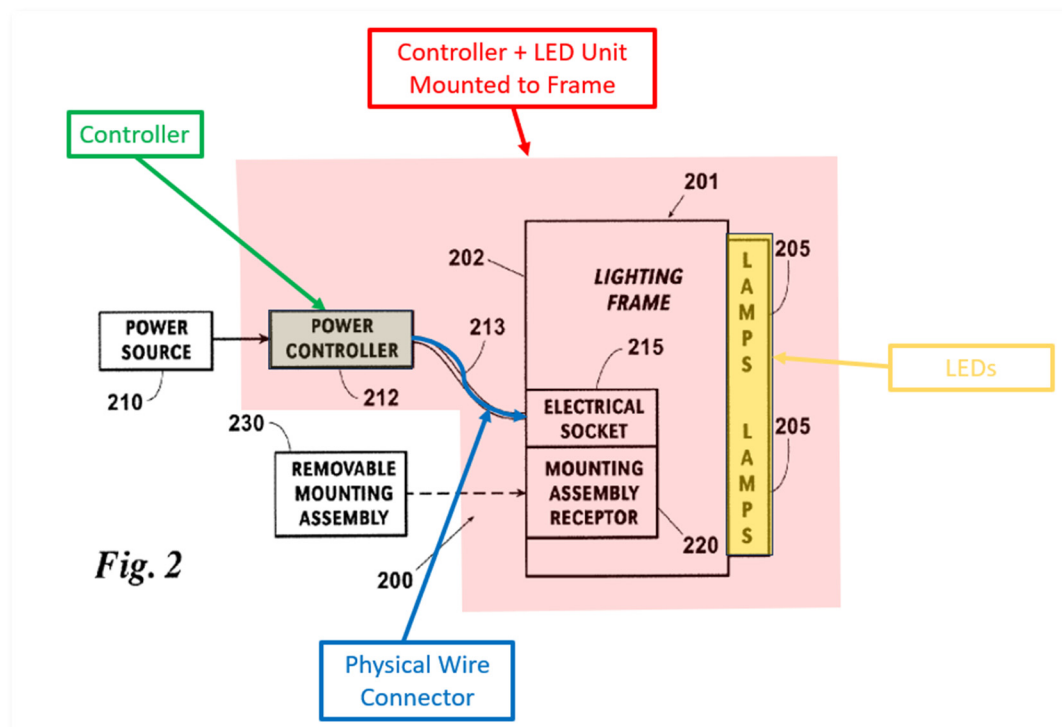 Controller + LED Unit
Mounted to Frame
Controller
201
202
LIGHTING
FRAME
205
LAMPS
LEDs
POWER
SOURCE
210
POWER
CONTROLLER
212
213
215
ELECTRICAL
SOCKET
205
LAMPS
230
REMOVABLE
MOUNTING
ASSEMBLY
MOUNTING
ASSEMBLY
RECEPTOR
220
200
Fig. 2
Physical Wire
Connector